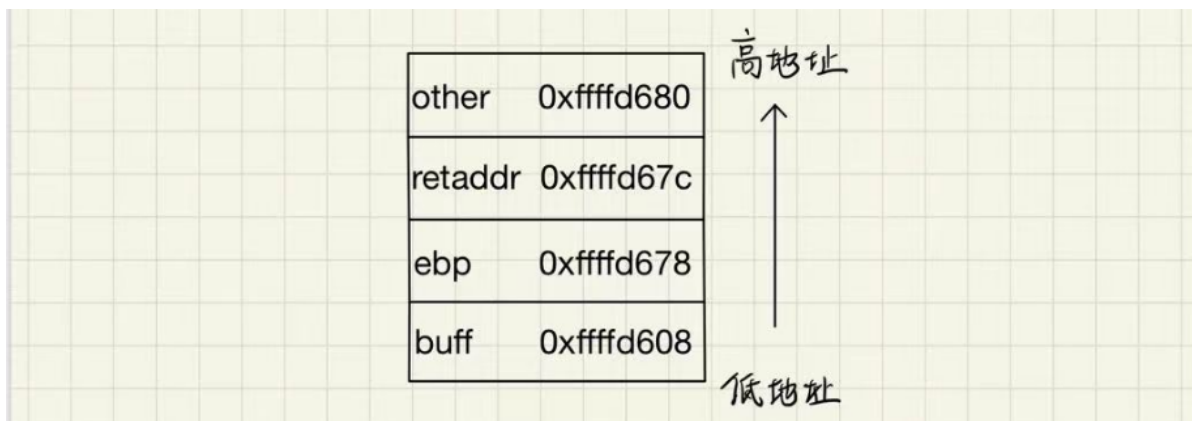 高地址
other 0xffffd680
retaddr 0xffffd67c
ebp 0xffffd678
buff 0xffffd608
低地址